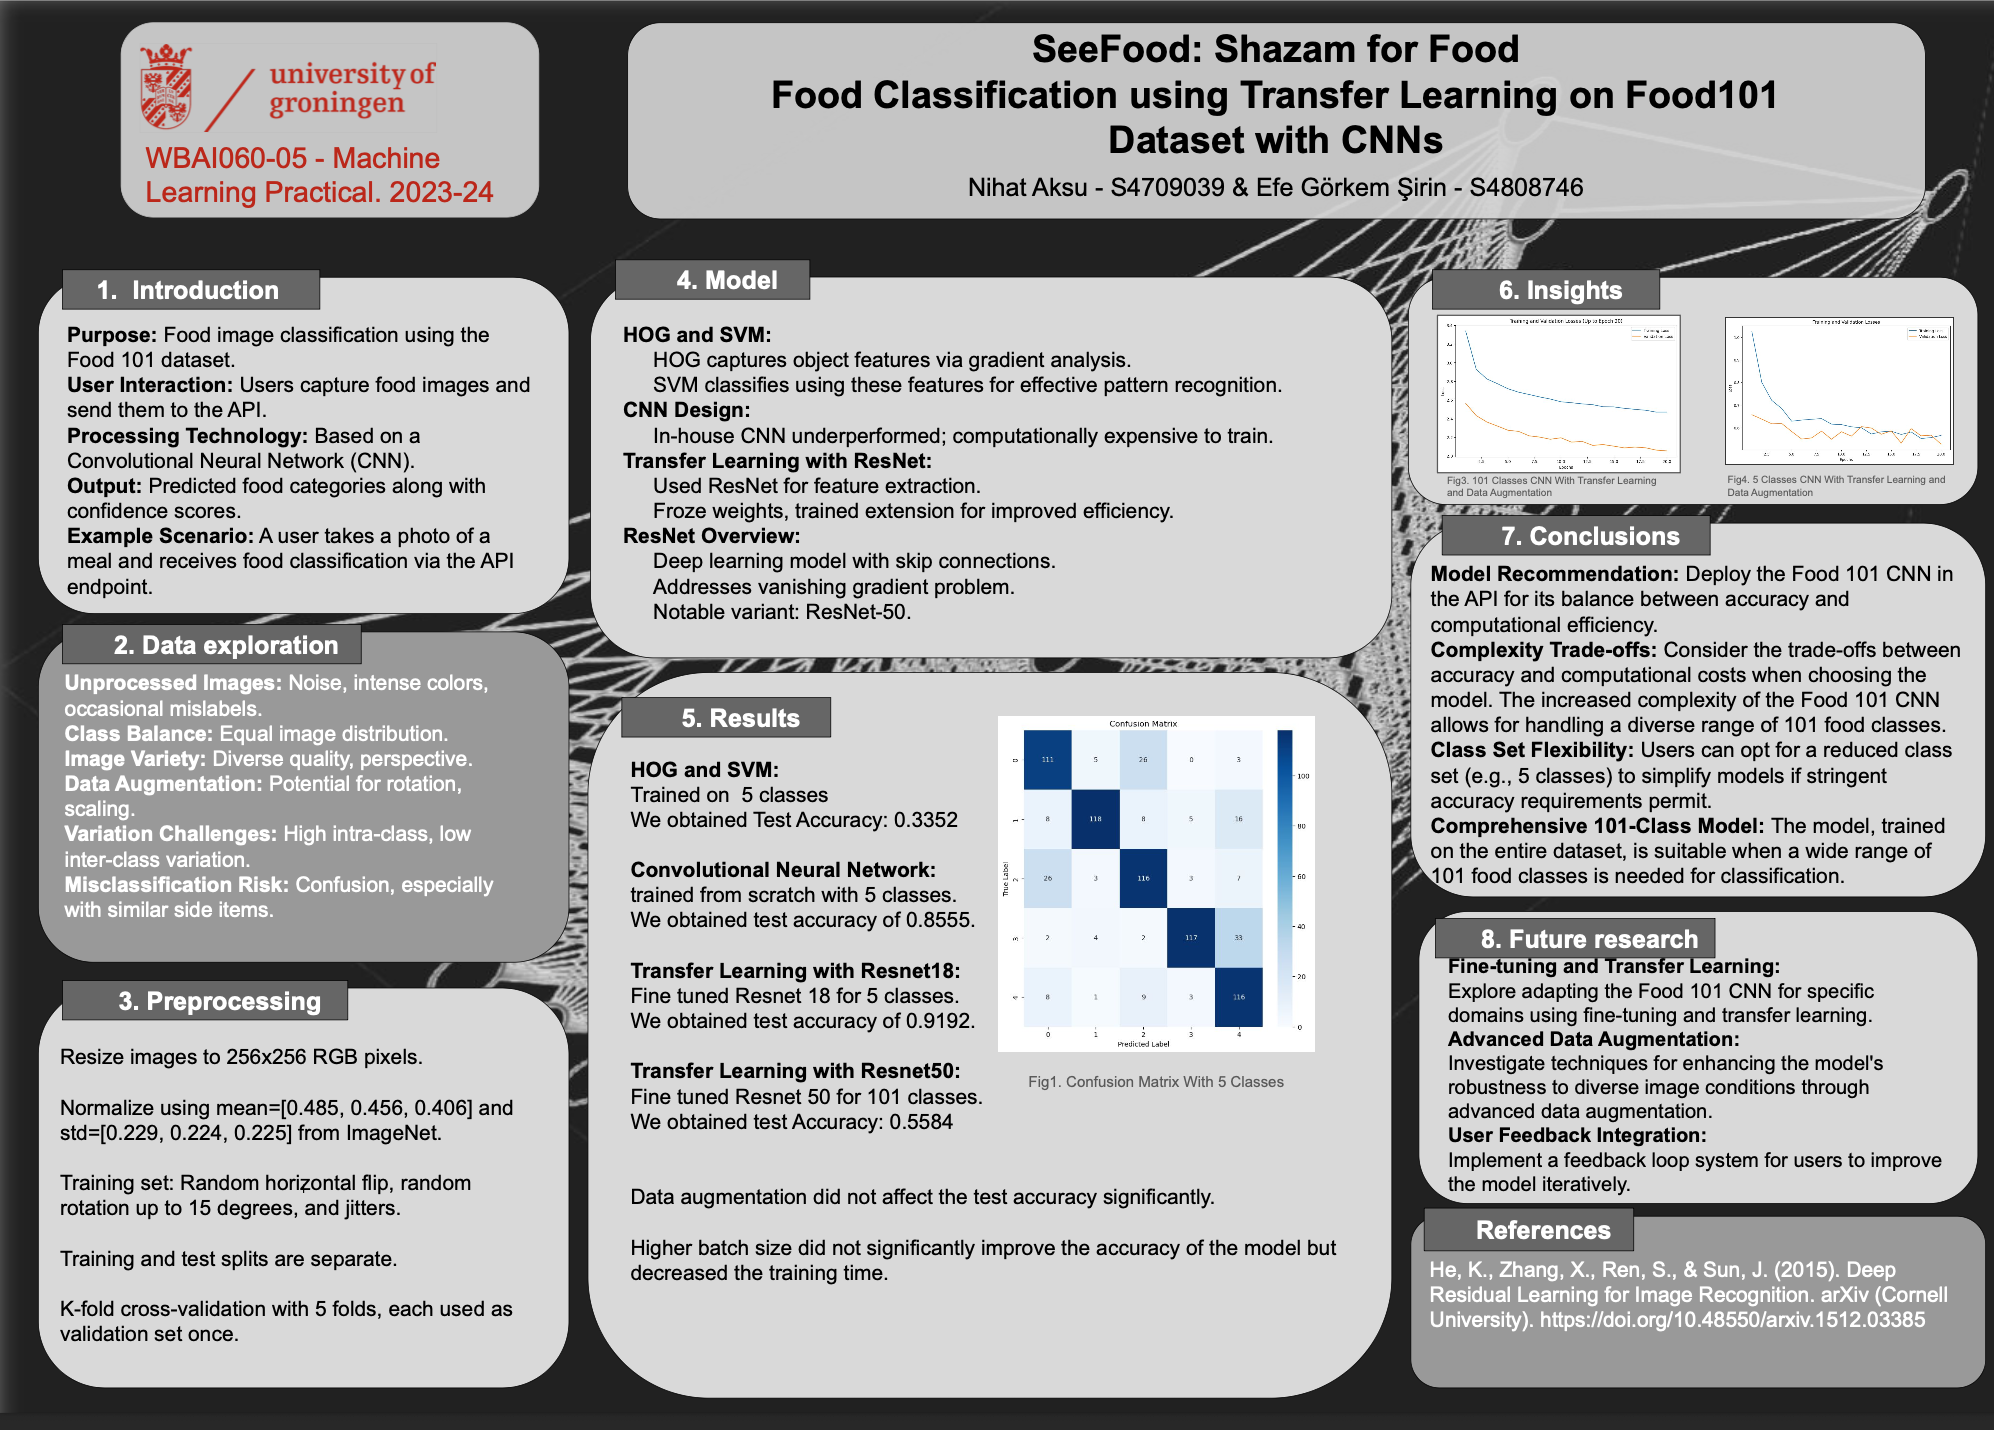 university of
groningen
WBAI060-05 - Machine
Learning Practical. 2023-24
SeeFood: Shazam for Food
Food Classification using Transfer Learning on Food101
Dataset with CNNs
Nihat Aksu - S4709039 & Efe Görkem Şirin - S4808746
1. Introduction
Purpose: Food image classification using the
Food 101 dataset.
User Interaction: Users capture food images and
send them to the API.
Processing Technology: Based on a
Convolutional Neural Network (CNN).
Output: Predicted food categories along with
confidence scores.
Example Scenario: A user takes a photo of a
meal and receives food classification via the API
endpoint.
2. Data exploration
Unprocessed Images: Noise, intense colors,
occasional mislabels.
Class Balance: Equal image distribution.
Image Variety: Diverse quality, perspective.
Data Augmentation: Potential for rotation,
scaling.
Variation Challenges: High intra-class, low
inter-class variation.
Misclassification Risk: Confusion, especially
with similar side items.
3. Preprocessing
Resize images to 256x256 RGB pixels.
Normalize using mean=[0.485, 0.456, 0.406] and
std=[0.229, 0.224, 0.225] from ImageNet.
Training set: Random horizontal flip, random
rotation up to 15 degrees, and jitters.
Training and test splits are separate.
K-fold cross-validation with 5 folds, each used as
validation set once.
4. Model
HOG and SVM:
HOG captures object features via gradient analysis.
SVM classifies using these features for effective pattern recognition.
CNN Design:
In-house CNN underperformed; computationally expensive to train.
Transfer Learning with ResNet:
Used ResNet for feature extraction.
Froze weights, trained extension for improved efficiency.
ResNet Overview:
Deep learning model with skip connections.
Addresses vanishing gradient problem.
Notable variant: ResNet-50.
5. Results
HOG and SVM:
Trained on  5 classes
We obtained Test Accuracy: 0.3352
Convolutional Neural Network:
trained from scratch with 5 classes.
We obtained test accuracy of 0.8555.
Transfer Learning with Resnet18:
Fine tuned Resnet 18 for 5 classes.
We obtained test accuracy of 0.9192.
Transfer Learning with Resnet50:
Fine tuned Resnet 50 for 101 classes.
We obtained test Accuracy: 0.5584
Confusion Matrix
True Label
0 111 5 26 0 3
1 8 118 8 5 16
2 26 3 116 3 7
3 2 4 2 117 33
4 8 1 9 3 116
0 1 2 3 4
Predicted Label
100
80
60
40
20
0
Fig1. Confusion Matrix With 5 Classes
Data augmentation did not affect the test accuracy significantly.
Higher batch size did not significantly improve the accuracy of the model but
decreased the training time.
6. Insights
Training and Validation Losses (Up to Epoch 20)
Training Loss
Validation Loss
Epochs
Fig3. 101 Classes CNN With Transfer Learning
and Data Augmentation
Training and Validation Losses
Training Loss
Validation Loss
Epochs
Fig4. 5 Classes CNN With Transfer Learning and
Data Augmentation
7. Conclusions
Model Recommendation: Deploy the Food 101 CNN in
the API for its balance between accuracy and
computational efficiency.
Complexity Trade-offs: Consider the trade-offs between
accuracy and computational costs when choosing the
model. The increased complexity of the Food 101 CNN
allows for handling a diverse range of 101 food classes.
Class Set Flexibility: Users can opt for a reduced class
set (e.g., 5 classes) to simplify models if stringent
accuracy requirements permit.
Comprehensive 101-Class Model: The model, trained
on the entire dataset, is suitable when a wide range of
101 food classes is needed for classification.
8. Future research
Fine-tuning and Transfer Learning:
Explore adapting the Food 101 CNN for specific
domains using fine-tuning and transfer learning.
Advanced Data Augmentation:
Investigate techniques for enhancing the model's
robustness to diverse image conditions through
advanced data augmentation.
User Feedback Integration:
Implement a feedback loop system for users to improve
the model iteratively.
References
He, K., Zhang, X., Ren, S., & Sun, J. (2015). Deep
Residual Learning for Image Recognition. arXiv (Cornell
University). https://doi.org/10.48550/arxiv.1512.03385